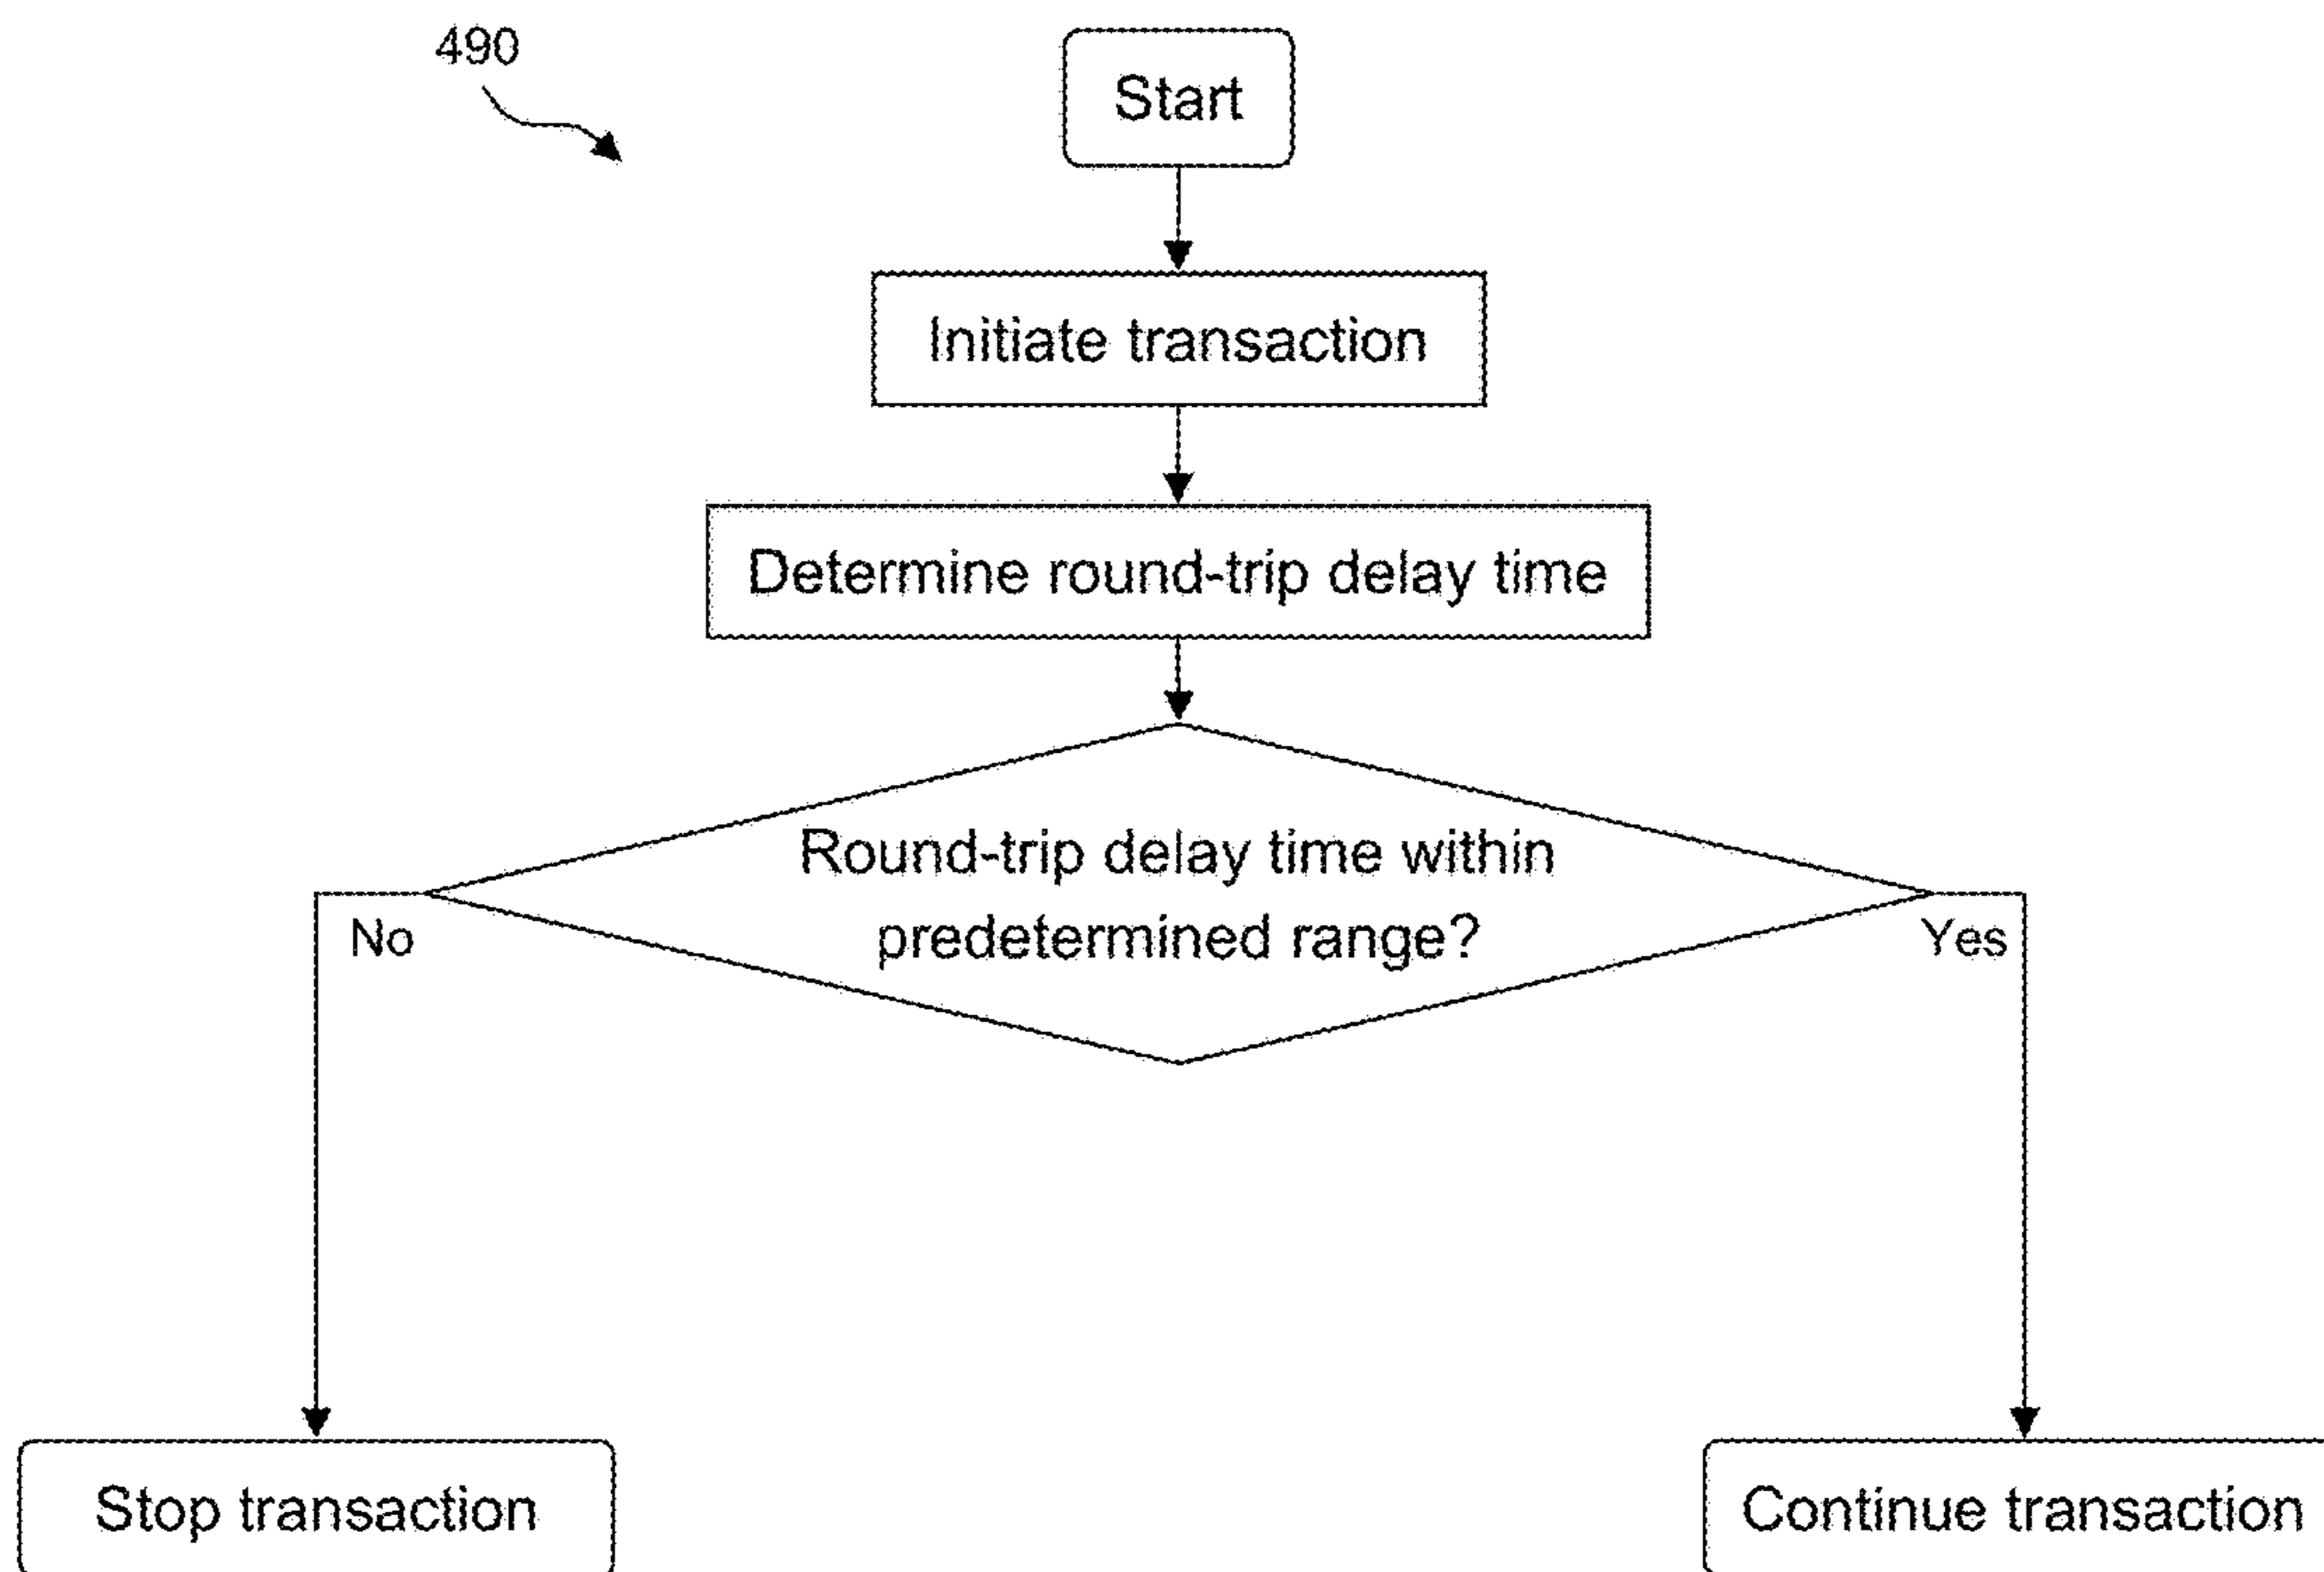 490
Start
Initiate transaction
Determine round-trip delay time
Round-trip delay time within
predetermined range?
No
Yes
Stop transaction
Continue transaction